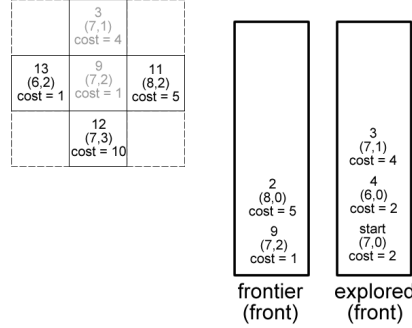 3
(7,1)
cost = 4
13
(6,2)
cost = 1
9
(7,2)
cost = 1
11
(8,2)
cost = 5
12
(7,3)
cost = 10
2
(8,0)
cost = 5
9
(7,2)
cost = 1
frontier
(front)
3
(7,1)
cost = 4
4
(6,0)
cost = 2
start
(7,0)
cost = 2
explored
(front)